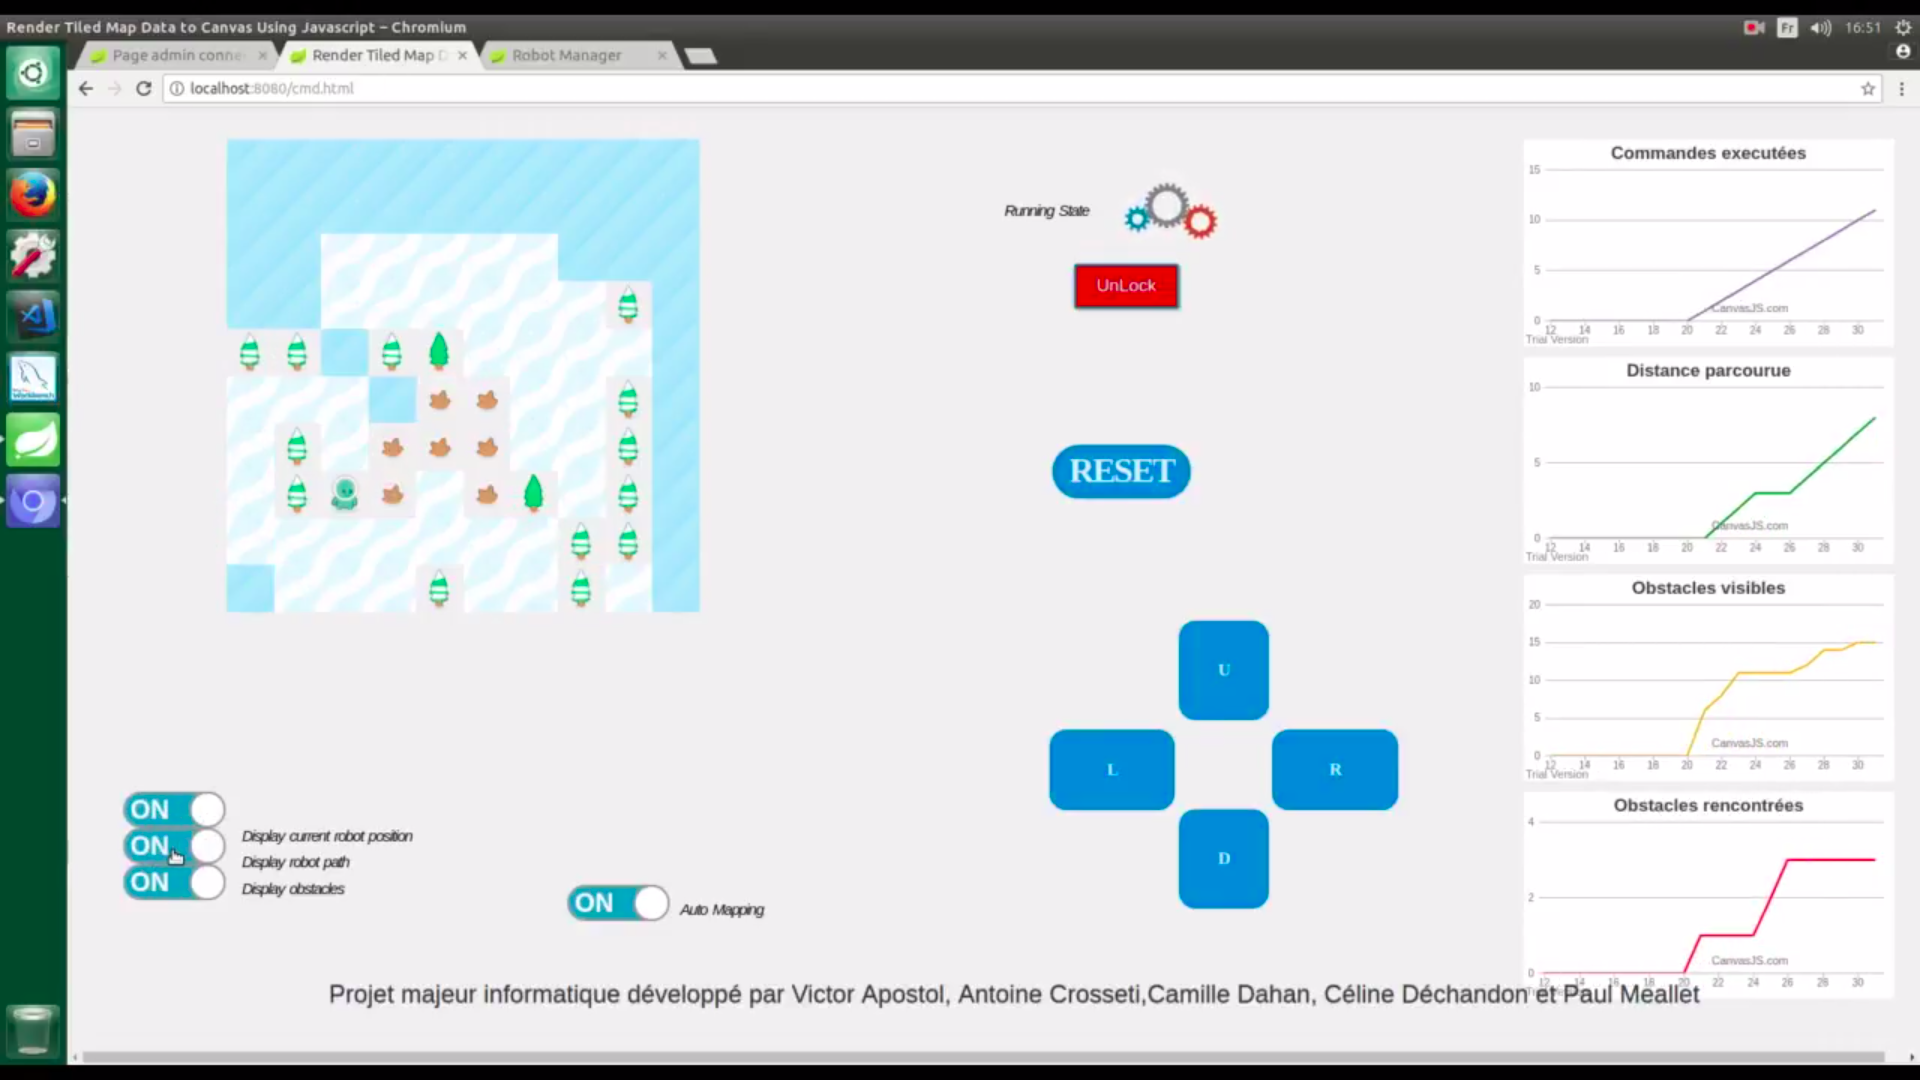 Render Tiled Map Data to Canvas Using Javascript – Chromium
Fr
16:51
Page admin conne
Render Tiled Map D
Robot Manager
localhost:8080/cmd.html
Running State
UnLock
RESET
U
L
R
D
ON
Display current robot position
ON
Display robot path
ON
Display obstacles
ON
Auto Mapping
Commandes executées
15
10
5
0
12 14 16 18 20 22 24 26 28 30
CanvasJS.com
Trial Version
Distance parcourue
10
5
0
12 14 16 18 20 22 24 26 28 30
CanvasJS.com
Trial Version
Obstacles visibles
20
15
10
5
0
12 14 16 18 20 22 24 26 28 30
CanvasJS.com
Trial Version
Obstacles rencontrées
4
2
0
12 14 16 18 20 22 24 26 28 30
CanvasJS.com
Projet majeur informatique développé par Victor Apostol, Antoine Crosseti,Camille Dahan, Céline Déchandon et Paul Meallet